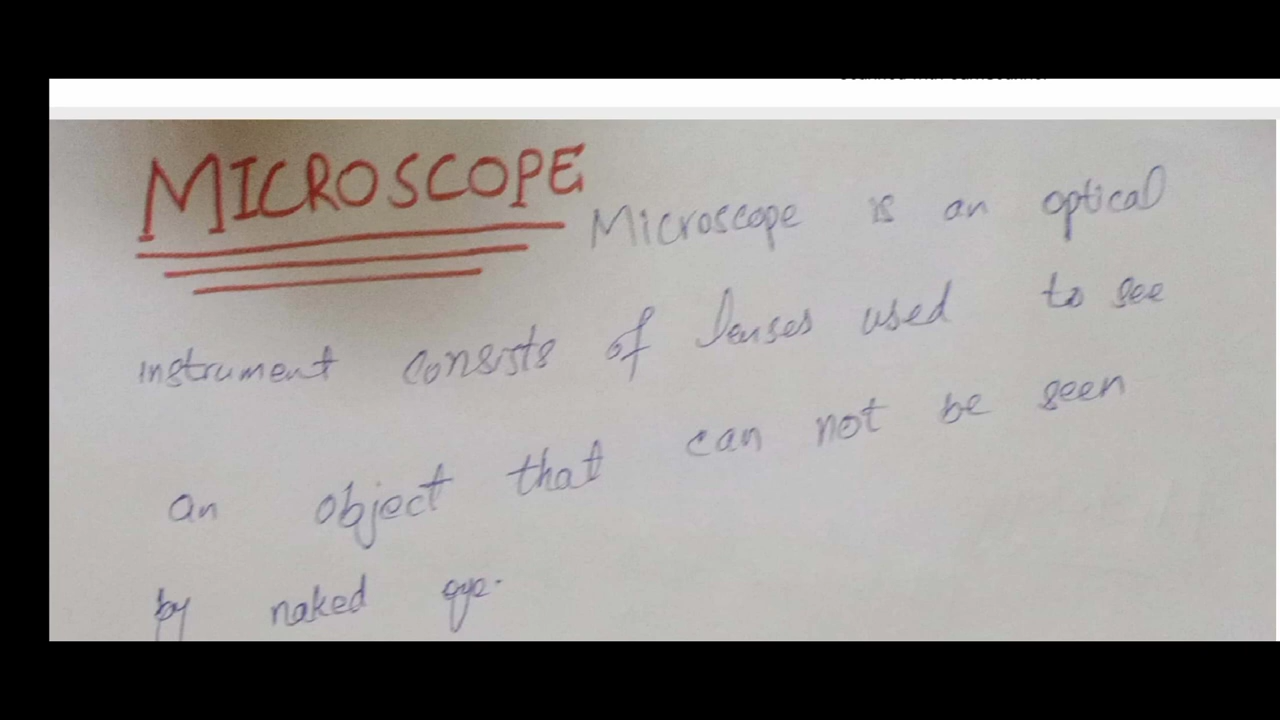 MICROSCOPE
Microscope is an optical
instrument consists of lenses used to see
an object that can not be seen
by naked eye.